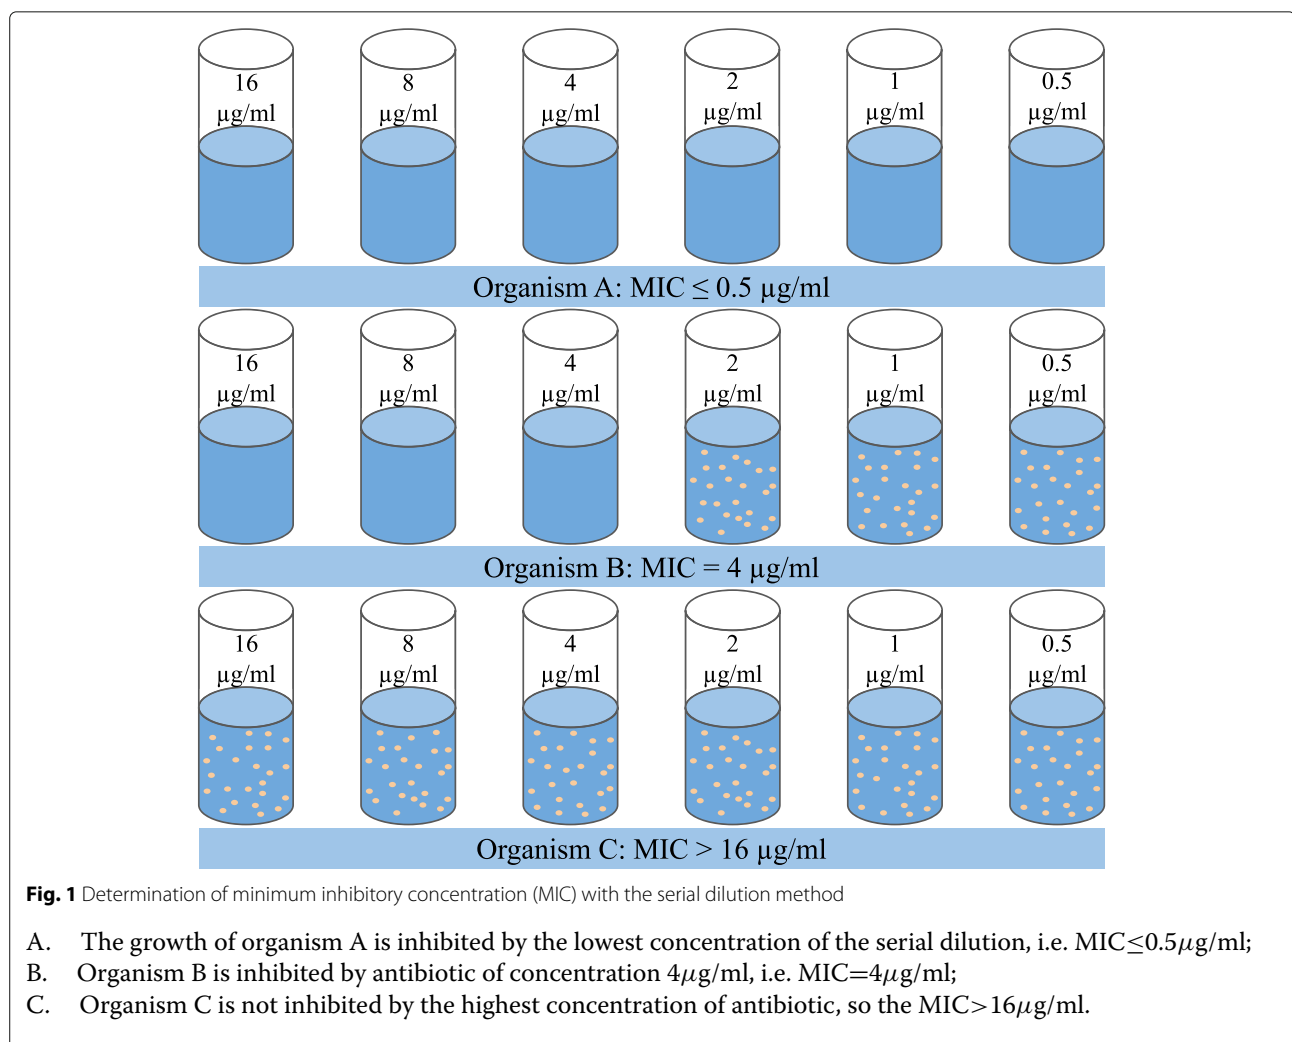 16 8 4 2 1 0.5
µg/ml µg/ml µg/ml µg/ml µg/ml µg/ml
Organism A: MIC ≤ 0.5 µg/ml
16 8 4 2 1 0.5
µg/ml µg/ml µg/ml µg/ml µg/ml µg/ml
Organism B: MIC = 4 µg/ml
16 8 4 2 1 0.5
µg/ml µg/ml µg/ml µg/ml µg/ml µg/ml
Organism C: MIC > 16 µg/ml
Fig. 1 Determination of minimum inhibitory concentration (MIC) with the serial dilution method
A. The growth of organism A is inhibited by the lowest concentration of the serial dilution, i.e. MIC≤0.5µg/ml;
B. Organism B is inhibited by antibiotic of concentration 4µg/ml, i.e. MIC=4µg/ml;
C. Organism C is not inhibited by the highest concentration of antibiotic, so the MIC>16µg/ml.